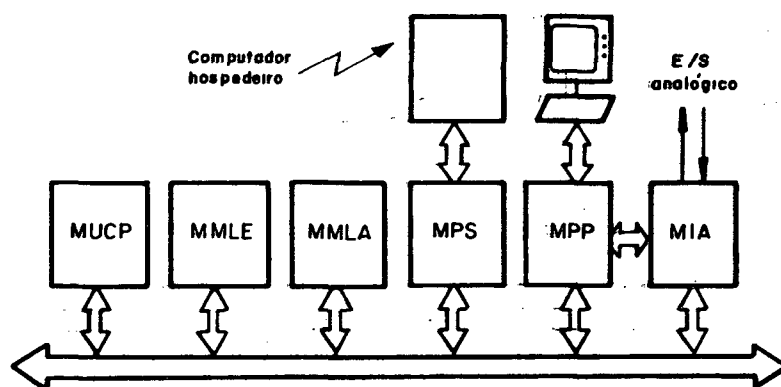 Computador
hospedeiro
E/S
analógico
MUCP
MMLE
MMLA
MPS
MPP
MIA